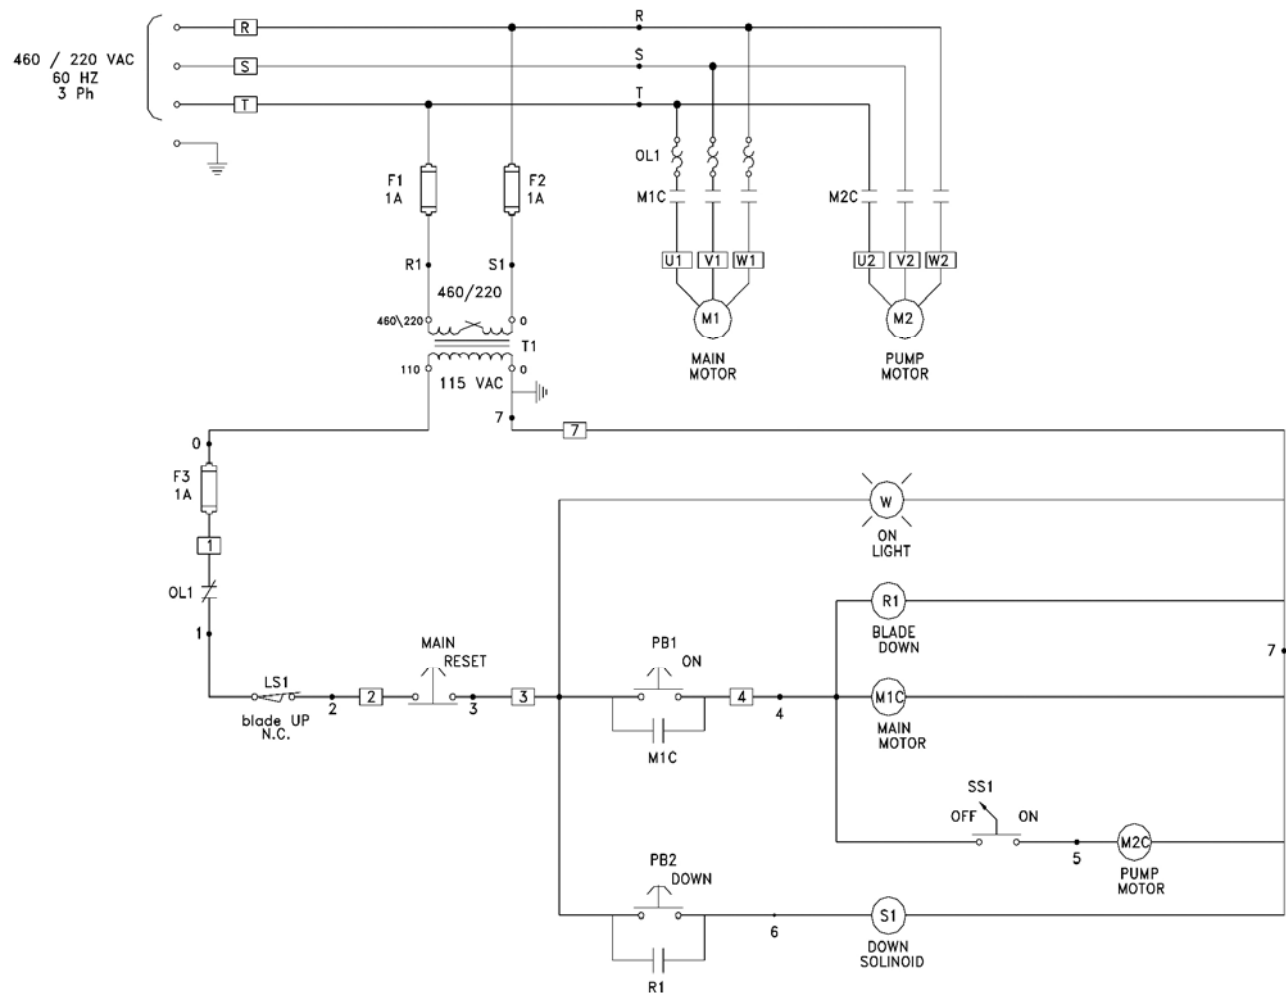 R
R
460 / 220 VAC
60 HZ
3 Ph
S
S
T
T
OL1
F1
1A
F2
1A
M1C
M2C
R1
S1
U1
V1
W1
U2
V2
W2
460/220
460\220
0
M1
M2
T1
MAIN
MOTOR
PUMP
MOTOR
110
115 VAC
0
7
7
0
F3
1A
W
ON
LIGHT
1
OL1
R1
BLADE
DOWN
1
MAIN
RESET
PB1
ON
7
LS1
2
2
3
3
4
4
M1C
blade UP
N.C.
MAIN
MOTOR
M1C
SS1
OFF
ON
M2C
5
PB2
DOWN
PUMP
MOTOR
S1
6
DOWN
SOLINOID
R1